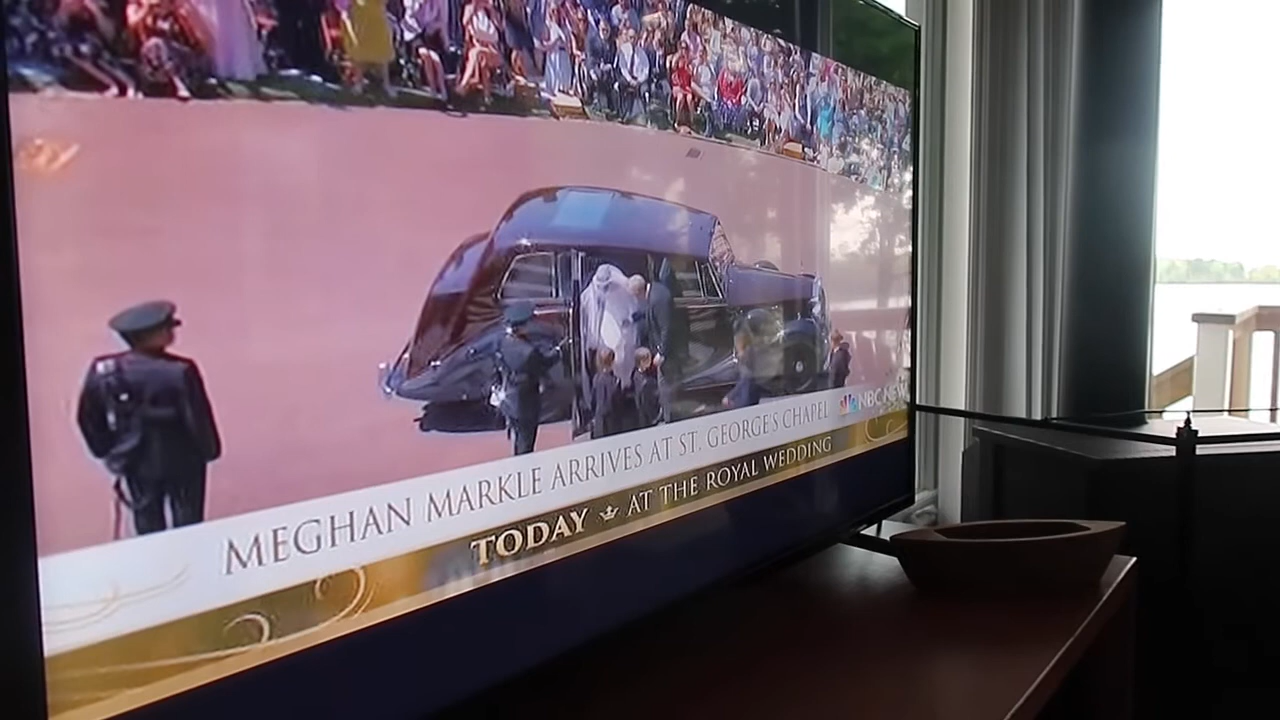 NBC NEWS
MEGHAN MARKLE ARRIVES AT ST. GEORGE'S CHAPEL
TODAY AT THE ROYAL WEDDING